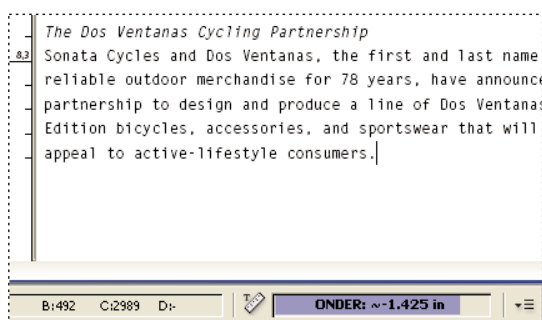 The Dos Ventanas Cycling Partnership
8,3
Sonata Cycles and Dos Ventanas, the first and last name
reliable outdoor merchandise for 78 years, have announce
partnership to design and produce a line of Dos Ventanas
Edition bicycles, accessories, and sportswear that will
appeal to active-lifestyle consumers.
B:492 C:2989 D:-
T
ONDER: ~-1.425 in